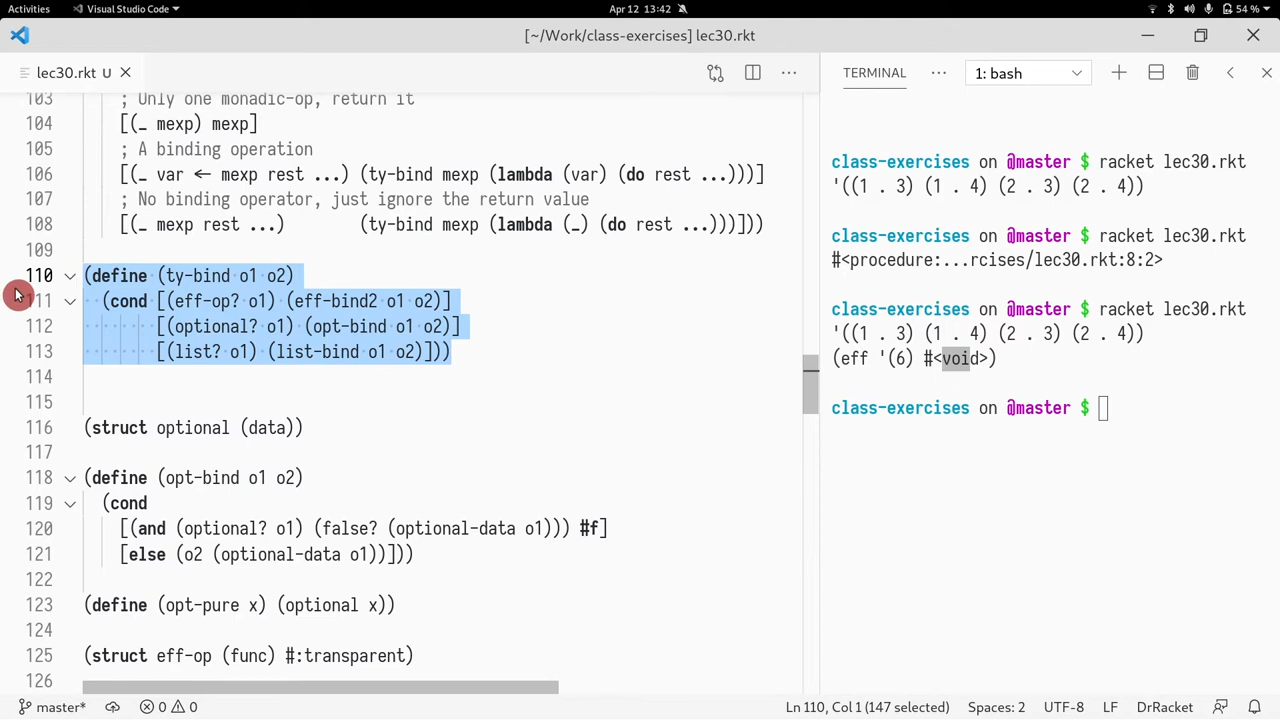 Activities
Visual Studio Code
Apr 12 13:42
54 %
[~/Work/class-exercises] lec30.rkt
lec30.rkt U
TERMINAL
1: bash
103 ; Only one monadic-op, return it
104 [(_ mexp) mexp]
105 ; A binding operation
106 [(_ var ← mexp rest ...) (ty-bind mexp (lambda (var) (do rest ...)))]
107 ; No binding operator, just ignore the return value
108 [(_ mexp rest ...) (ty-bind mexp (lambda (_) (do rest ...)))]))
109
110 (define (ty-bind o1 o2)
111 (cond [(eff-op? o1) (eff-bind2 o1 o2)]
112 [(optional? o1) (opt-bind o1 o2)]
113 [(list? o1) (list-bind o1 o2)]))
114
115
116 (struct optional (data))
117
118 (define (opt-bind o1 o2)
119 (cond
120 [(and (optional? o1) (false? (optional-data o1))) #f]
121 [else (o2 (optional-data o1))]))
122
123 (define (opt-pure x) (optional x))
124
125 (struct eff-op (func) #:transparent)
126
class-exercises on @master $ racket lec30.rkt
'((1 . 3) (1 . 4) (2 . 3) (2 . 4))
class-exercises on @master $ racket lec30.rkt
#<procedure:...rcises/lec30.rkt:8:2>
class-exercises on @master $ racket lec30.rkt
'((1 . 3) (1 . 4) (2 . 3) (2 . 4))
(eff '(6) #<void>)
class-exercises on @master $
master*
0
0
Ln 110, Col 1 (147 selected)
Spaces: 2
UTF-8
LF
DrRacket